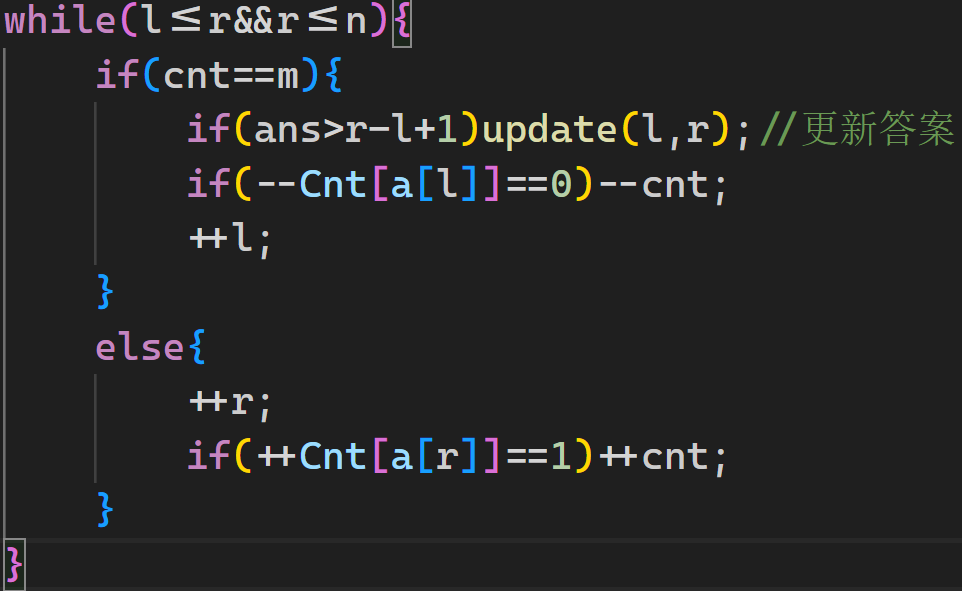 while(l<=r&&r<=n){
if(cnt==m){
if(ans>r-l+1)update(l,r);//更新答案
if(--Cnt[a[l]]==0)--cnt;
++l;
}
else{
++r;
if(++Cnt[a[r]]==1)++cnt;
}
}